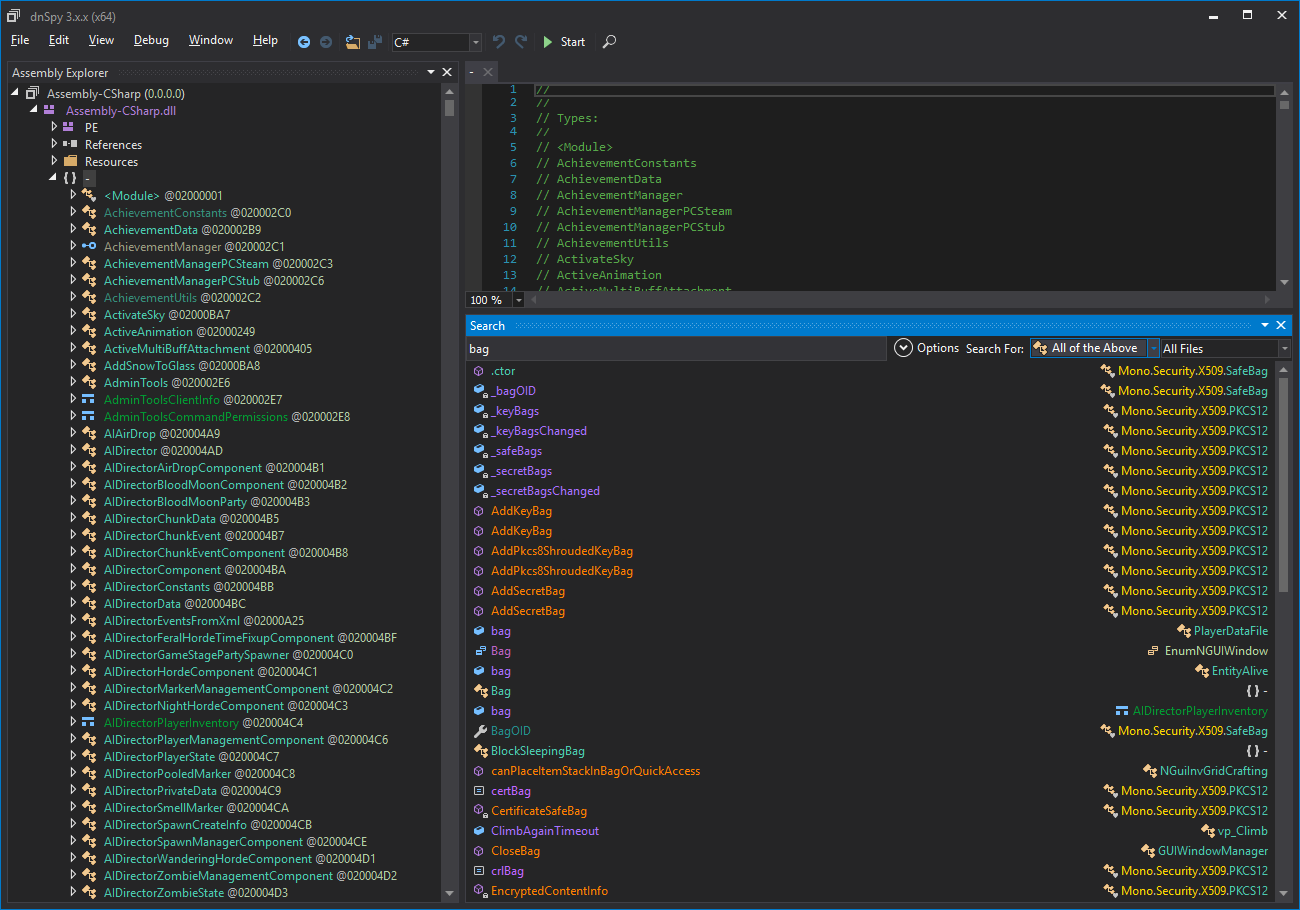 dnSpy 3.x.x (x64)
File Edit View Debug Window Help C# Start
Assembly Explorer
Assembly-CSharp (0.0.0.0)
Assembly-CSharp.dll
PE
References
Resources
{ } -
<Module> @02000001
AchievementConstants @020002C0
AchievementData @020002B9
AchievementManager @020002C1
AchievementManagerPCSteam @020002C3
AchievementManagerPCStub @020002C6
AchievementUtils @020002C2
ActivateSky @02000BA7
ActiveAnimation @02000249
ActiveMultiBuffAttachment @02000405
AddSnowToGlass @02000BA8
AdminTools @020002E6
AdminToolsClientInfo @020002E7
AdminToolsCommandPermissions @020002E8
AIAirDrop @020004A9
AIDirector @020004AD
AIDirectorAirDropComponent @020004B1
AIDirectorBloodMoonComponent @020004B2
AIDirectorBloodMoonParty @020004B3
AIDirectorChunkData @020004B5
AIDirectorChunkEvent @020004B7
AIDirectorChunkEventComponent @020004B8
AIDirectorComponent @020004BA
AIDirectorConstants @020004BB
AIDirectorData @020004BC
AIDirectorEventsFromXml @02000A25
AIDirectorFeralHordeTimeFixupComponent @020004BF
AIDirectorGameStagePartySpawner @020004C0
AIDirectorHordeComponent @020004C1
AIDirectorMarkerManagementComponent @020004C2
AIDirectorNightHordeComponent @020004C3
AIDirectorPlayerInventory @020004C4
AIDirectorPlayerManagementComponent @020004C6
AIDirectorPlayerState @020004C7
AIDirectorPooledMarker @020004C8
AIDirectorPrivateData @020004C9
AIDirectorSmellMarker @020004CA
AIDirectorSpawnCreateInfo @020004CB
AIDirectorSpawnManagerComponent @020004CE
AIDirectorWanderingHordeComponent @020004D1
AIDirectorZombieManagementComponent @020004D2
AIDirectorZombieState @020004D3
-
1 //
2 //
3 // Types:
4 //
5 // <Module>
6 // AchievementConstants
7 // AchievementData
8 // AchievementManager
9 // AchievementManagerPCSteam
10 // AchievementManagerPCStub
11 // AchievementUtils
12 // ActivateSky
13 // ActiveAnimation
14 // ActiveMultiBuffAttachment
100 %
Search
bag Options Search For: All of the Above All Files
.ctor Mono.Security.X509.SafeBag
_bagOID Mono.Security.X509.SafeBag
_keyBags Mono.Security.X509.PKCS12
_keyBagsChanged Mono.Security.X509.PKCS12
_safeBags Mono.Security.X509.PKCS12
_secretBags Mono.Security.X509.PKCS12
_secretBagsChanged Mono.Security.X509.PKCS12
AddKeyBag Mono.Security.X509.PKCS12
AddKeyBag Mono.Security.X509.PKCS12
AddPkcs8ShroudedKeyBag Mono.Security.X509.PKCS12
AddPkcs8ShroudedKeyBag Mono.Security.X509.PKCS12
AddSecretBag Mono.Security.X509.PKCS12
AddSecretBag Mono.Security.X509.PKCS12
bag PlayerDataFile
Bag EnumNGUIWindow
bag EntityAlive
Bag { } -
bag AIDirectorPlayerInventory
BagOID Mono.Security.X509.SafeBag
BlockSleepingBag { } -
canPlaceItemStackInBagOrQuickAccess NGuiInvGridCrafting
certBag Mono.Security.X509.PKCS12
CertificateSafeBag Mono.Security.X509.PKCS12
ClimbAgainTimeout vp_Climb
CloseBag GUIWindowManager
crlBag Mono.Security.X509.PKCS12
EncryptedContentInfo Mono.Security.X509.PKCS12